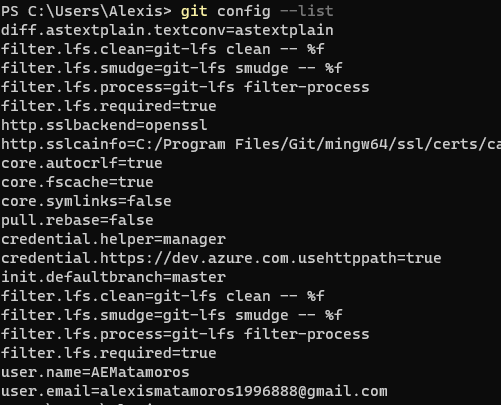 PS C:\Users\Alexis> git config --list
diff.astextplain.textconv=astextplain
filter.lfs.clean=git-lfs clean -- %f
filter.lfs.smudge=git-lfs smudge -- %f
filter.lfs.process=git-lfs filter-process
filter.lfs.required=true
http.sslbackend=openssl
http.sslcainfo=C:/Program Files/Git/mingw64/ssl/certs/ca
core.autocrlf=true
core.fscache=true
core.symlinks=false
pull.rebase=false
credential.helper=manager
credential.https://dev.azure.com.usehttppath=true
init.defaultbranch=master
filter.lfs.clean=git-lfs clean -- %f
filter.lfs.smudge=git-lfs smudge -- %f
filter.lfs.process=git-lfs filter-process
filter.lfs.required=true
user.name=AEMatamoros
user.email=alexismatamoros1996888@gmail.com